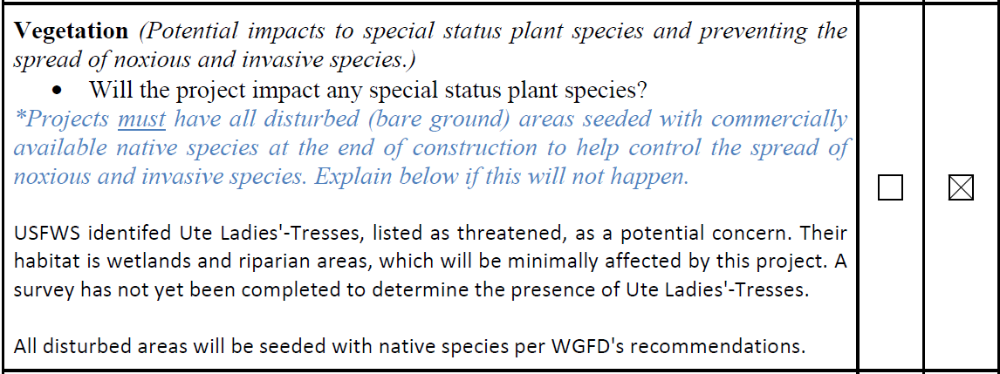 Vegetation (Potential impacts to special status plant species and preventing the
spread of noxious and invasive species.)
• Will the project impact any special status plant species?
*Projects must have all disturbed (bare ground) areas seeded with commercially
available native species at the end of construction to help control the spread of
noxious and invasive species. Explain below if this will not happen.
USFWS identifed Ute Ladies'-Tresses, listed as threatened, as a potential concern. Their
habitat is wetlands and riparian areas, which will be minimally affected by this project. A
survey has not yet been completed to determine the presence of Ute Ladies'-Tresses.
All disturbed areas will be seeded with native species per WGFD's recommendations.